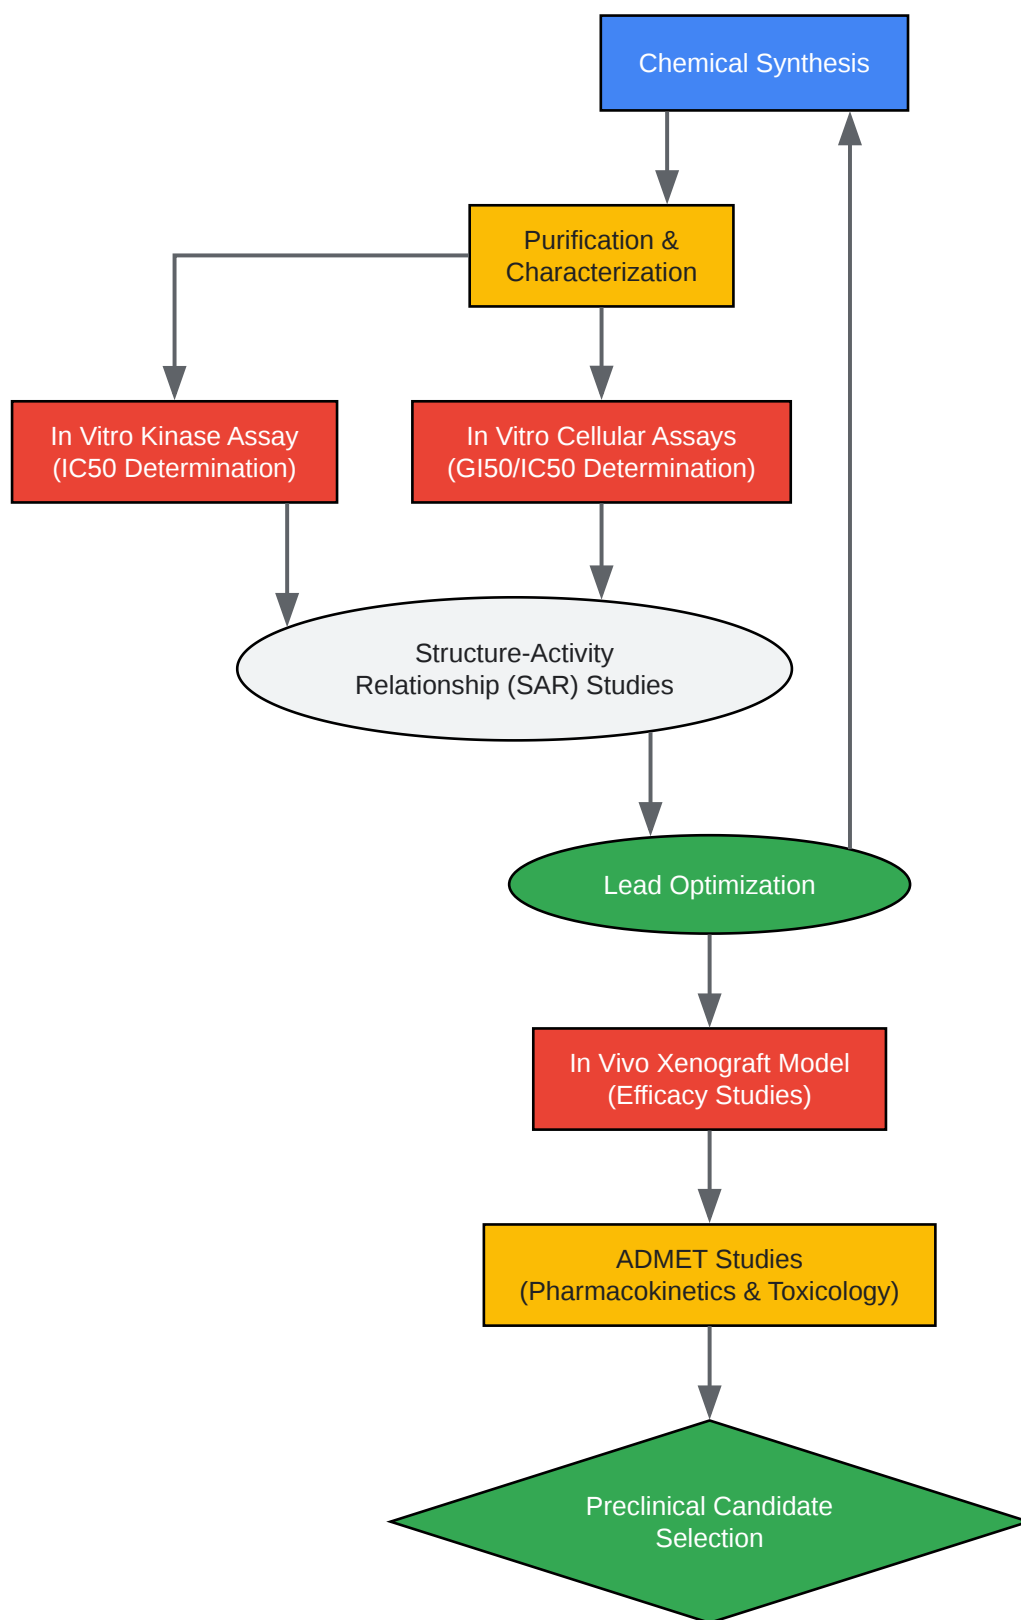 Chemical Synthesis
Purification &
Characterization
In Vitro Kinase Assay
(IC50 Determination)
In Vitro Cellular Assays
(GI50/IC50 Determination)
Structure-Activity
Relationship (SAR) Studies
Lead Optimization
In Vivo Xenograft Model
(Efficacy Studies)
ADMET Studies
(Pharmacokinetics & Toxicology)
Preclinical Candidate
Selection